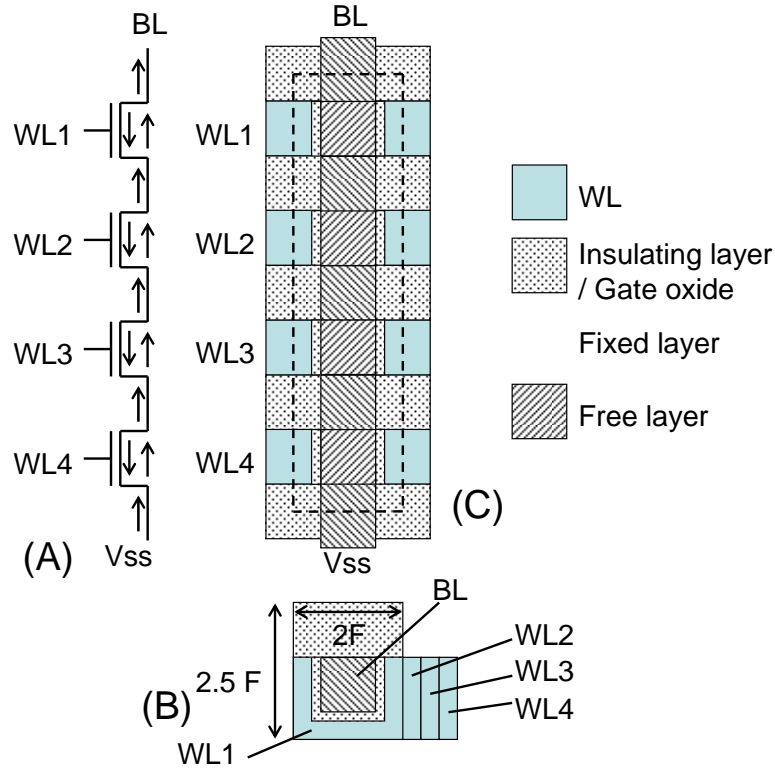 BL
WL1
WL2
WL3
WL4
(A)
Vss
BL
WL1
WL2
WL3
WL4
(C)
Vss
WL
Insulating layer
/ Gate oxide
Fixed layer
Free layer
BL
2F
WL2
WL3
WL4
2.5 F
(B)
WL1